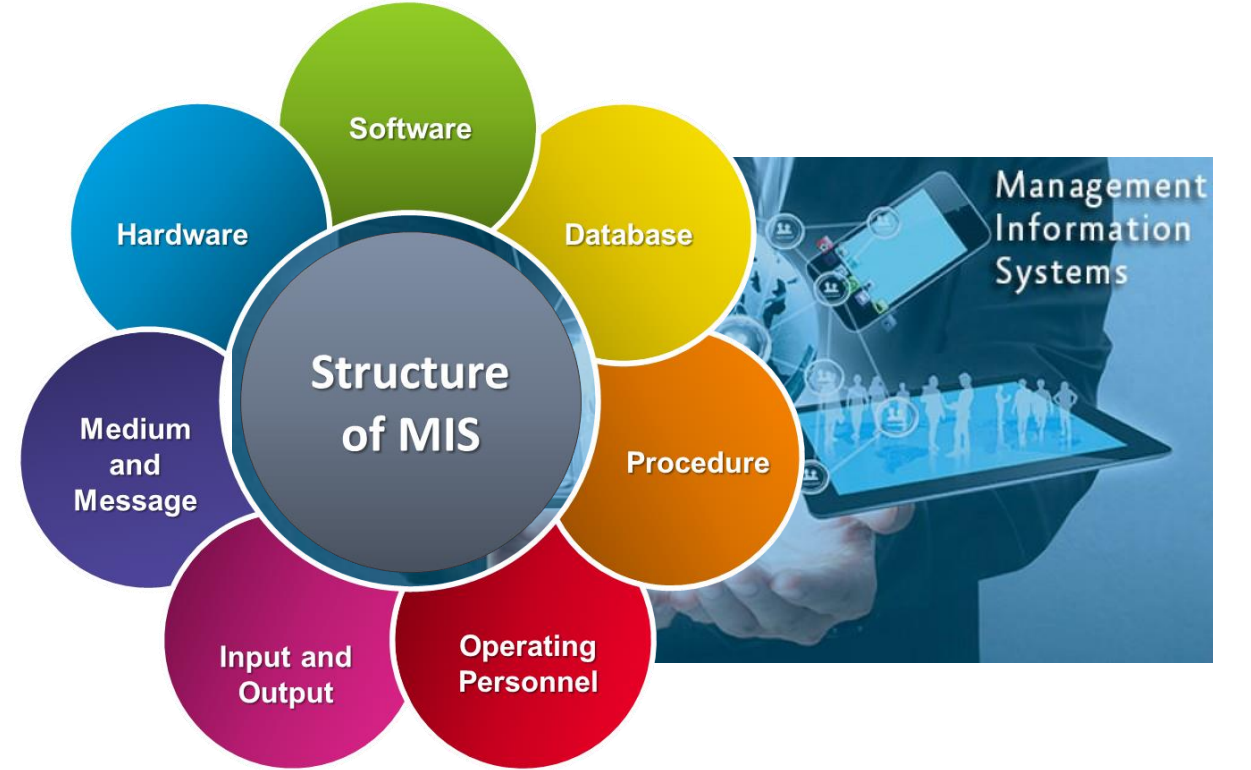 Software
Hardware
Database
Management
Information
Systems
Structure
of MIS
Medium
and
Message
Procedure
Input and
Output
Operating
Personnel